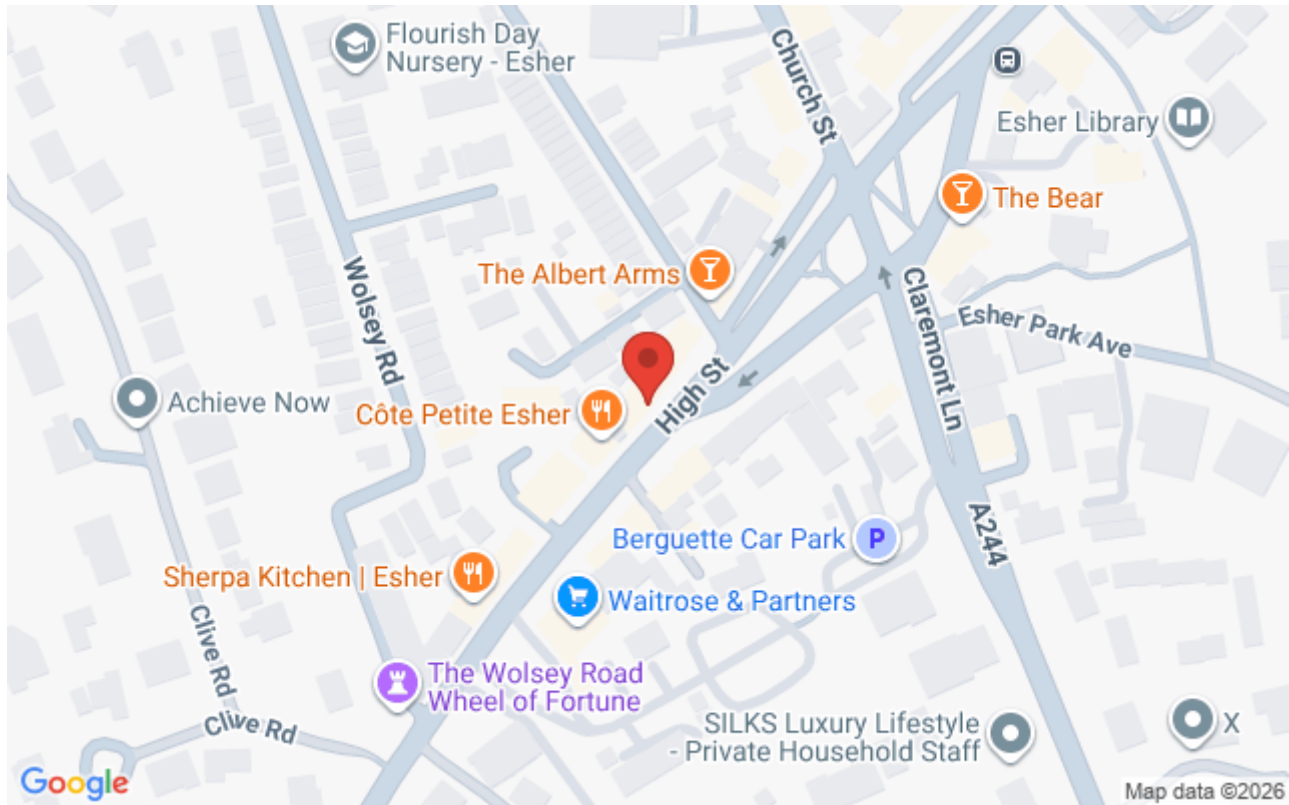 Flourish Day
Nursery - Esher
Church St
Esher Library
The Bear
The Albert Arms
Wolsey Rd
Claremont Ln
Esher Park Ave
Achieve Now
Côte Petite Esher
High St
A244
Berguette Car Park
P
Sherpa Kitchen | Esher
Waitrose & Partners
Clive Rd
The Wolsey Road
Wheel of Fortune
Clive Rd
SILKS Luxury Lifestyle
- Private Household Staff
X
Google
Map data ©2026